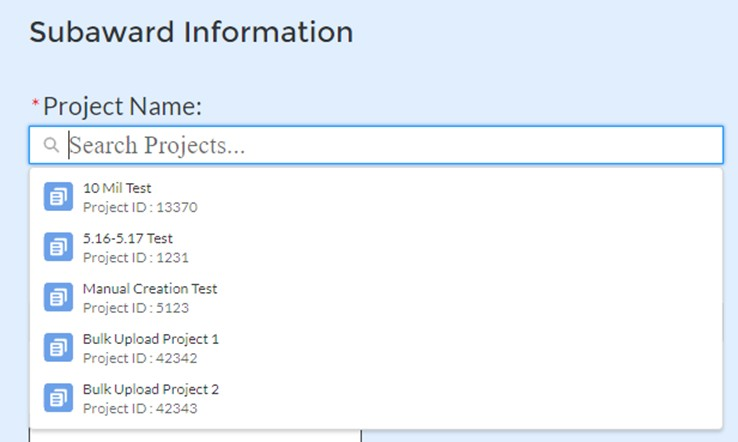 Subaward Information
* Project Name:
Search Projects...
10 Mil Test
Project ID : 13370
5.16-5.17 Test
Project ID : 1231
Manual Creation Test
Project ID : 5123
Bulk Upload Project 1
Project ID : 42342
Bulk Upload Project 2
Project ID : 42343